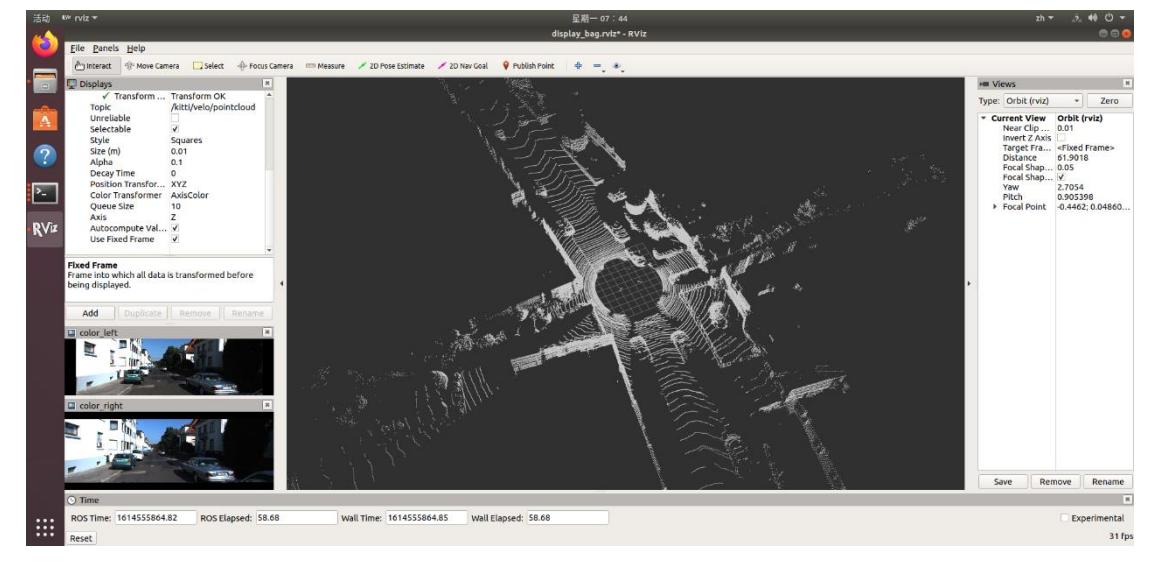 活动 rviz
星期一 07：44
zh
display_bag.rviz* - RViz
File Panels Help
Interact Move Camera Select Focus Camera Measure 2D Pose Estimate 2D Nav Goal Publish Point
Displays
Transform ... Transform OK
Topic /kitti/velo/pointcloud
Unreliable
Selectable
Style Squares
Size (m) 0.01
Alpha 0.1
Decay Time 0
Position Transfor... XYZ
Color Transformer AxisColor
Queue Size 10
Axis Z
Autocompute Val...
Use Fixed Frame
Fixed Frame
Frame into which all data is transformed before
being displayed.
Add Duplicate Remove Rename
color_left
color_right
Views
Type: Orbit (rviz) Zero
Current View Orbit (rviz)
Near Clip ... 0.01
Invert Z Axis
Target Fra... <Fixed Frame>
Distance 61.9018
Focal Shap... 0.05
Focal Shap...
Yaw 2.7054
Pitch 0.905398
Focal Point -0.4462; 0.04860...
Save Remove Rename
RViz
Time
ROS Time: 1614555864.82 ROS Elapsed: 58.68 Wall Time: 1614555864.85 Wall Elapsed: 58.68 Experimental
Reset 31 fps